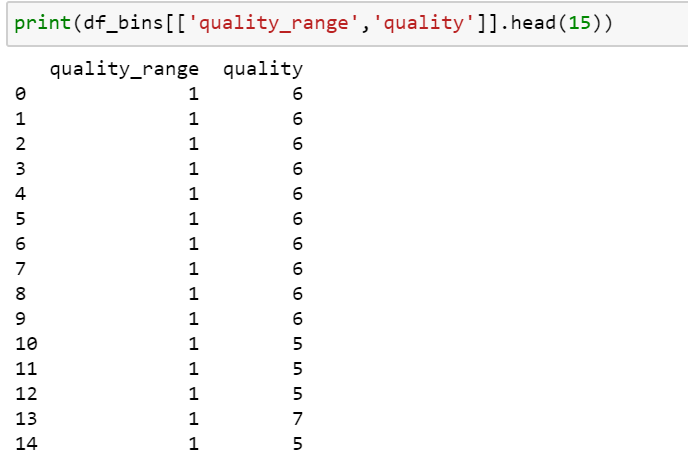 print(df_bins[['quality_range','quality']].head(15))
quality_range quality
0 1 6
1 1 6
2 1 6
3 1 6
4 1 6
5 1 6
6 1 6
7 1 6
8 1 6
9 1 6
10 1 5
11 1 5
12 1 5
13 1 7
14 1 5